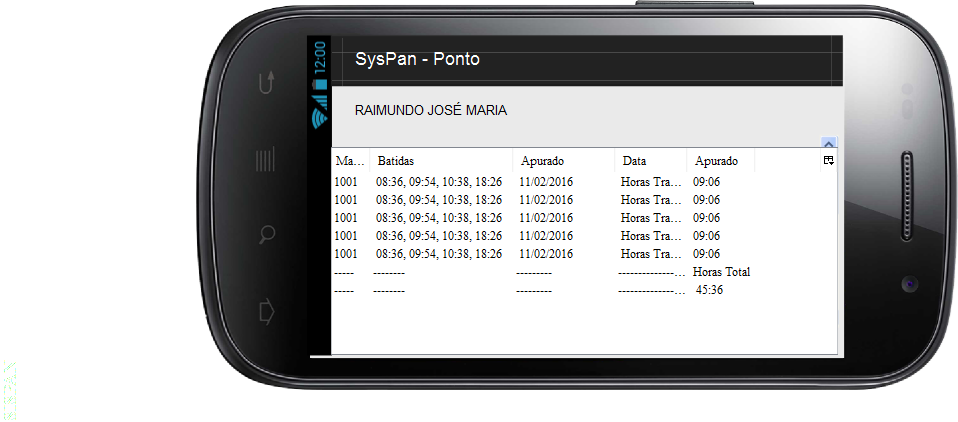 12:00
SysPan - Ponto
RAIMUNDO JOSÉ MARIA
Ma... Batidas Apurado Data Apurado
1001 08:36, 09:54, 10:38, 18:26 11/02/2016 Horas Tra... 09:06
1001 08:36, 09:54, 10:38, 18:26 11/02/2016 Horas Tra... 09:06
1001 08:36, 09:54, 10:38, 18:26 11/02/2016 Horas Tra... 09:06
1001 08:36, 09:54, 10:38, 18:26 11/02/2016 Horas Tra... 09:06
1001 08:36, 09:54, 10:38, 18:26 11/02/2016 Horas Tra... 09:06
----- -------- --------- --------------... Horas Total
----- -------- --------- --------------... 45:36